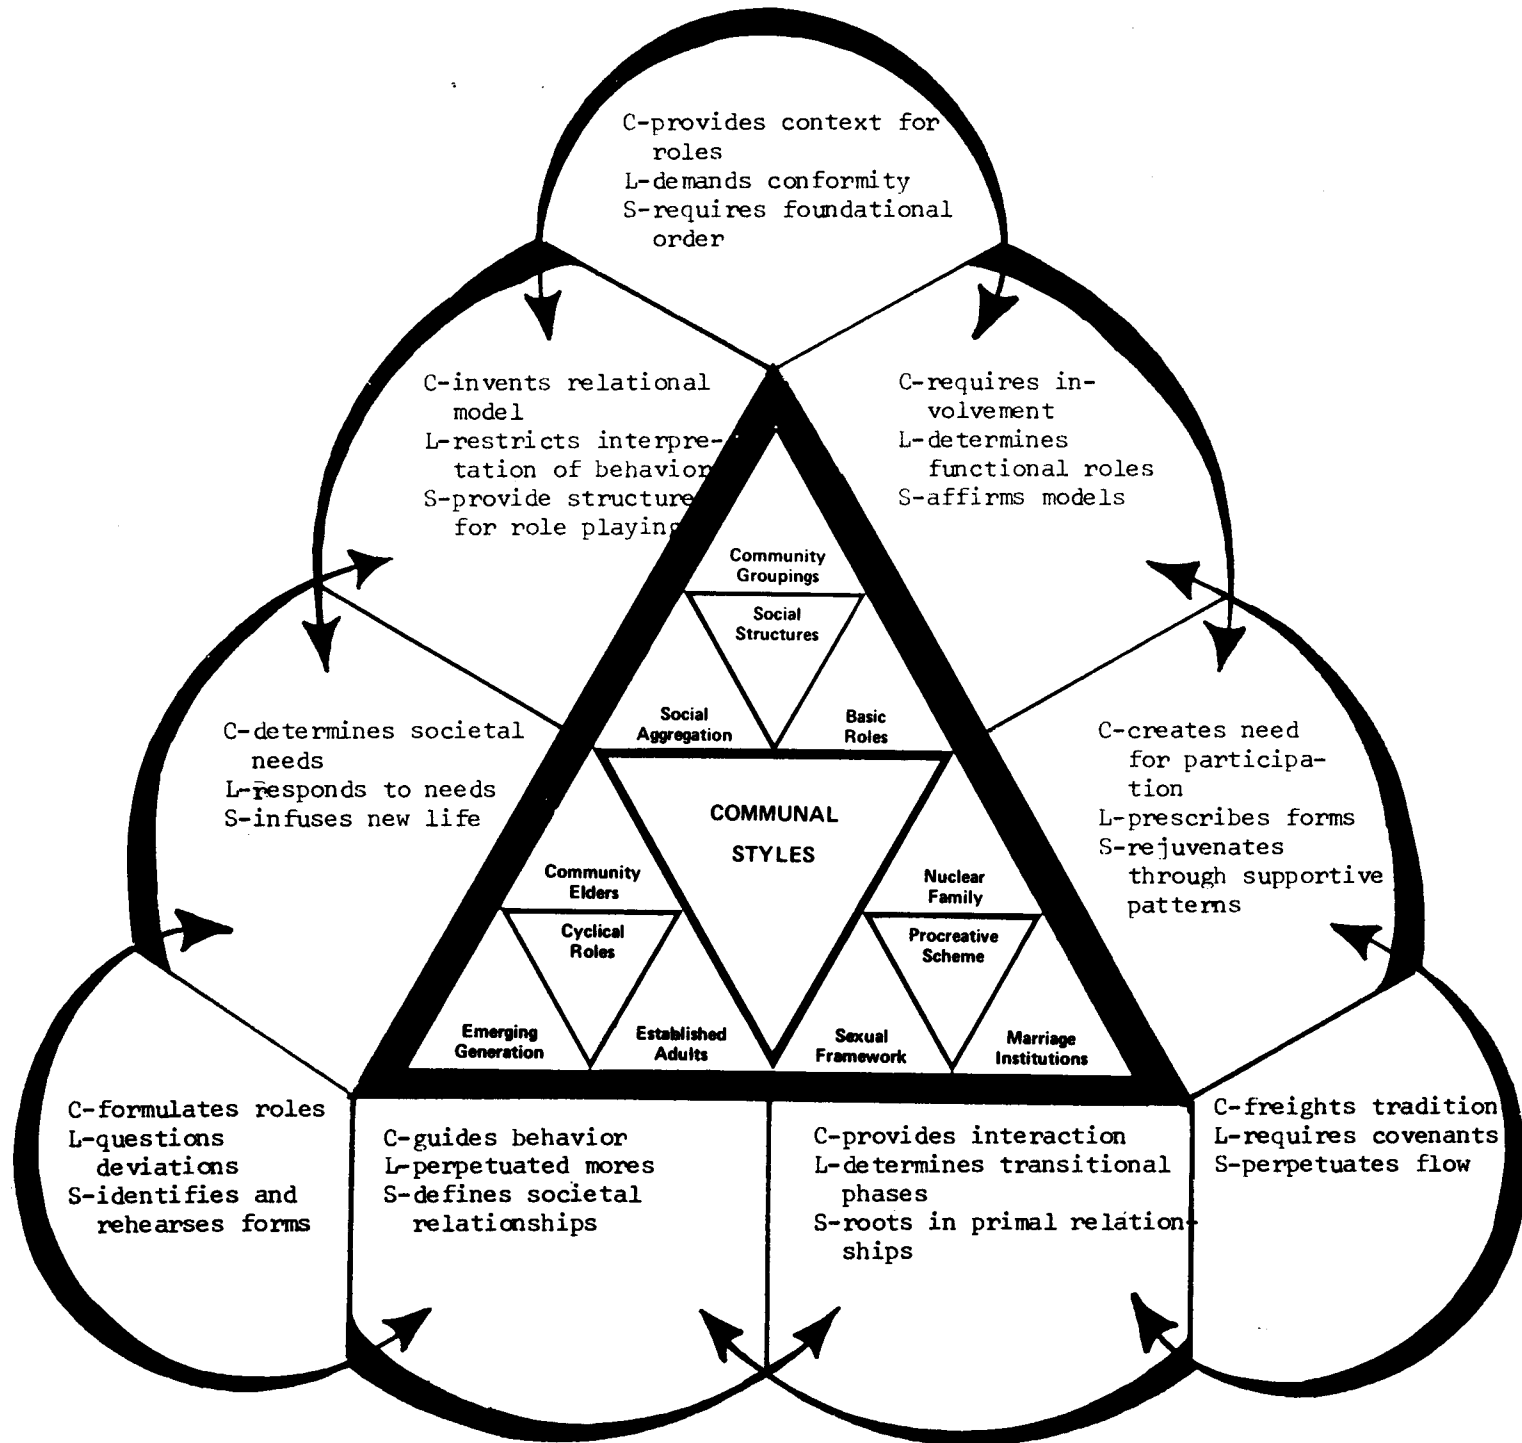 C-provides context for
roles
L-demands conformity
S-requires foundational
order
C-invents relational
model
L-restricts interpre-
tation of behavior
S-provide structure
for role playing
C-requires in-
volvement
L-determines
functional roles
S-affirms models
Community
Groupings
Social
Structures
Social
Aggregation
Basic
Roles
C-determines societal
needs
L-responds to needs
S-infuses new life
COMMUNAL
STYLES
C-creates need
for participa-
tion
L-prescribes forms
S-rejuvenates
through supportive
patterns
Community
Elders
Cyclical
Roles
Emerging
Generation
Established
Adults
Nuclear
Family
Procreative
Scheme
Sexual
Framework
Marriage
Institutions
C-formulates roles
L-questions
deviations
S-identifies and
rehearses forms
C-guides behavior
L-perpetuated mores
S-defines societal
relationships
C-provides interaction
L-determines transitional
phases
S-roots in primal relation-
ships
C-freights tradition
L-requires covenants
S-perpetuates flow